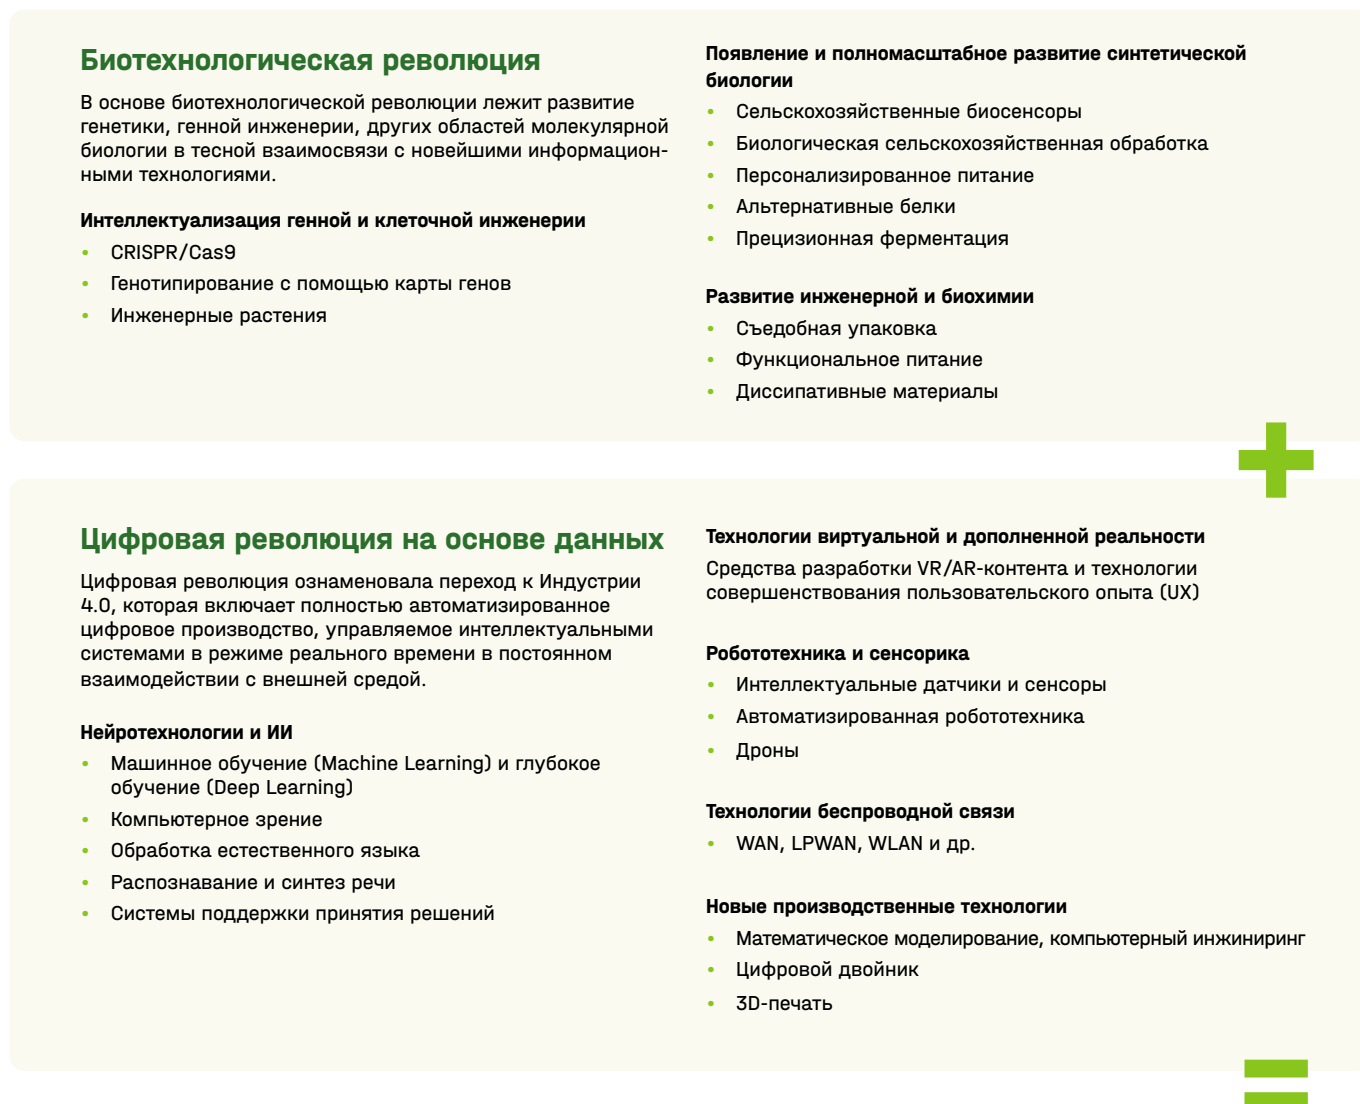 Биотехнологическая революция
В основе биотехнологической революции лежит развитие
генетики, генной инженерии, других областей молекулярной
биологии в тесной взаимосвязи с новейшими информацион-
ными технологиями.
Интеллектуализация генной и клеточной инженерии
• CRISPR/Cas9
• Генотипирование с помощью карты генов
• Инженерные растения
Появление и полномасштабное развитие синтетической
биологии
• Сельскохозяйственные биосенсоры
• Биологическая сельскохозяйственная обработка
• Персонализированное питание
• Альтернативные белки
• Прецизионная ферментация
Развитие инженерной и биохимии
• Съедобная упаковка
• Функциональное питание
• Диссипативные материалы
+
Цифровая революция на основе данных
Цифровая революция ознаменовала переход к Индустрии
4.0, которая включает полностью автоматизированное
цифровое производство, управляемое интеллектуальными
системами в режиме реального времени в постоянном
взаимодействии с внешней средой.
Нейротехнологии и ИИ
• Машинное обучение (Machine Learning) и глубокое
обучение (Deep Learning)
• Компьютерное зрение
• Обработка естественного языка
• Распознавание и синтез речи
• Системы поддержки принятия решений
Технологии виртуальной и дополненной реальности
Средства разработки VR/AR-контента и технологии
совершенствования пользовательского опыта (UX)
Робототехника и сенсорика
• Интеллектуальные датчики и сенсоры
• Автоматизированная робототехника
• Дроны
Технологии беспроводной связи
• WAN, LPWAN, WLAN и др.
Новые производственные технологии
• Математическое моделирование, компьютерный инжиниринг
• Цифровой двойник
• 3D-печать
=